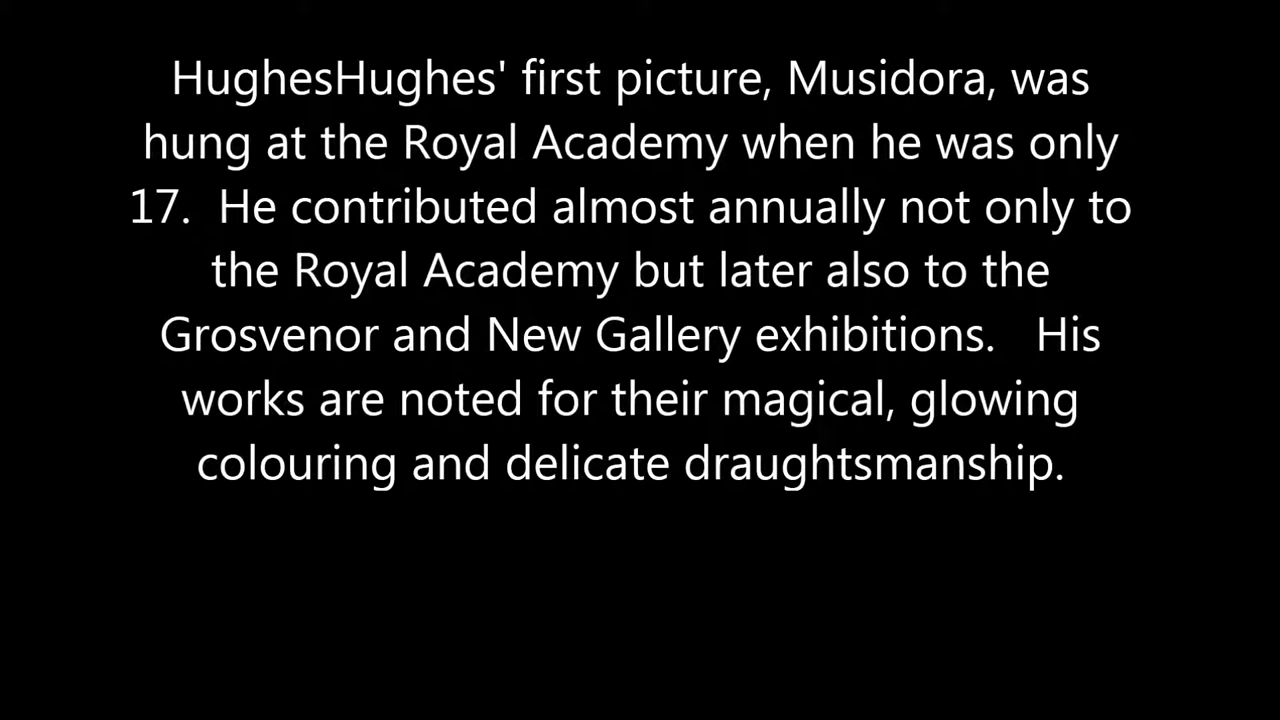 HughesHughes' first picture, Musidora, was
hung at the Royal Academy when he was only
17.  He contributed almost annually not only to
the Royal Academy but later also to the
Grosvenor and New Gallery exhibitions.   His
works are noted for their magical, glowing
colouring and delicate draughtsmanship.